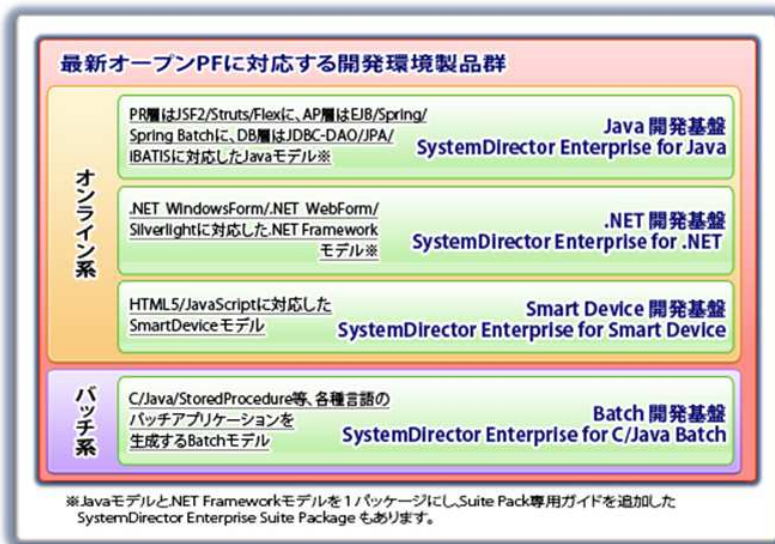 最新オープンPFに対応する開発環境製品群
オンライン系
PR層はJSF2/Struts/Flexに、AP層はEJB/Spring/
Spring Batchに、DB層はJDBC-DAO/JPA/
iBATISに対応したJavaモデル※
Java 開発基盤
SystemDirector Enterprise for Java
.NET WindowsForm/.NET WebForm/
Silverlightに対応した.NET Framework
モデル※
.NET 開発基盤
SystemDirector Enterprise for .NET
HTML5/JavaScriptに対応した
SmartDeviceモデル
Smart Device 開発基盤
SystemDirector Enterprise for Smart Device
バッチ系
C/Java/StoredProcedure等、各種言語の
バッチアプリケーションを
生成するBatchモデル
Batch 開発基盤
SystemDirector Enterprise for C/Java Batch
※Javaモデルと.NET Frameworkモデルを1パッケージにし、Suite Pack専用ガイドを追加した
SystemDirector Enterprise Suite Package もあります。